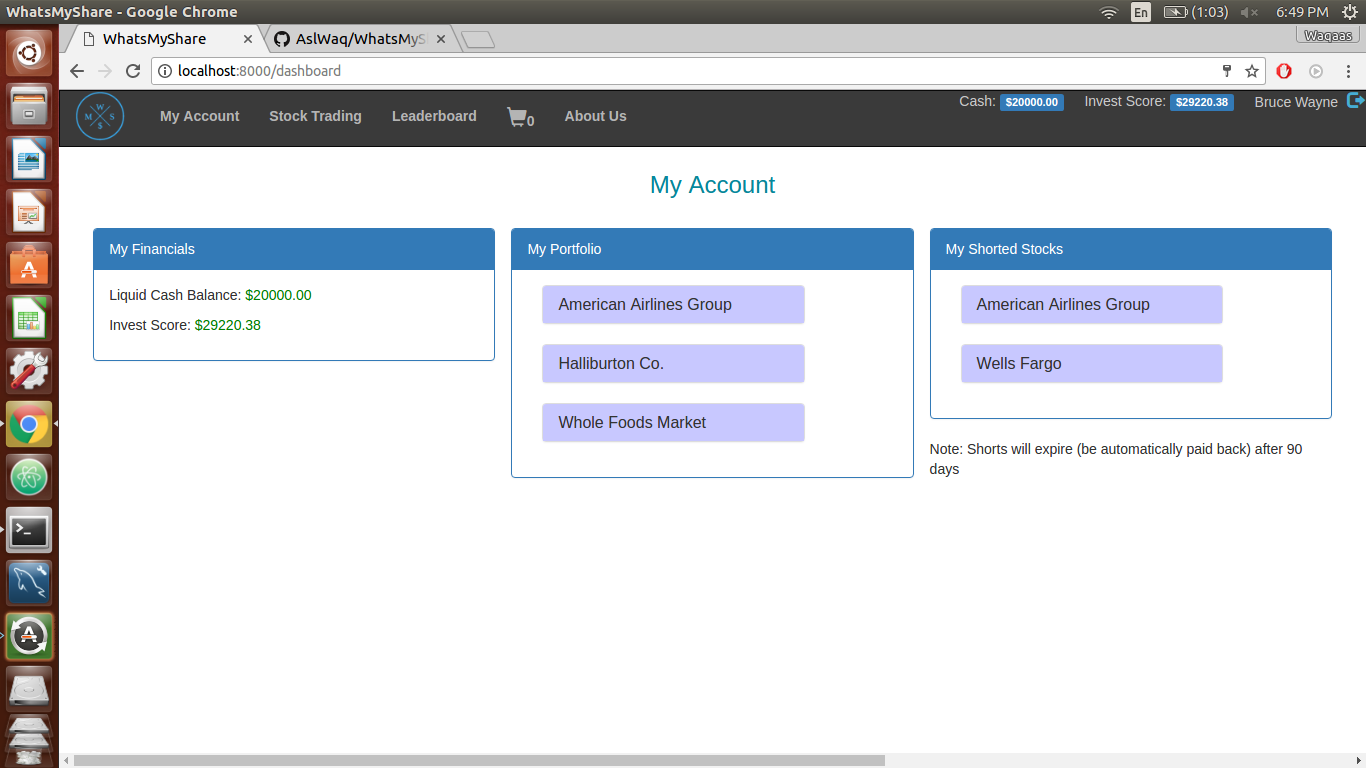 WhatsMyShare - Google Chrome
En
(1:03)
6:49 PM
WhatsMyShare
AslWaq/WhatsMyS
Waqaas
localhost:8000/dashboard
W
M S
$
My Account
Stock Trading
Leaderboard
0
About Us
Cash: $20000.00
Invest Score: $29220.38
Bruce Wayne
My Account
My Financials
Liquid Cash Balance: $20000.00
Invest Score: $29220.38
My Portfolio
American Airlines Group
Halliburton Co.
Whole Foods Market
My Shorted Stocks
American Airlines Group
Wells Fargo
Note: Shorts will expire (be automatically paid back) after 90
days